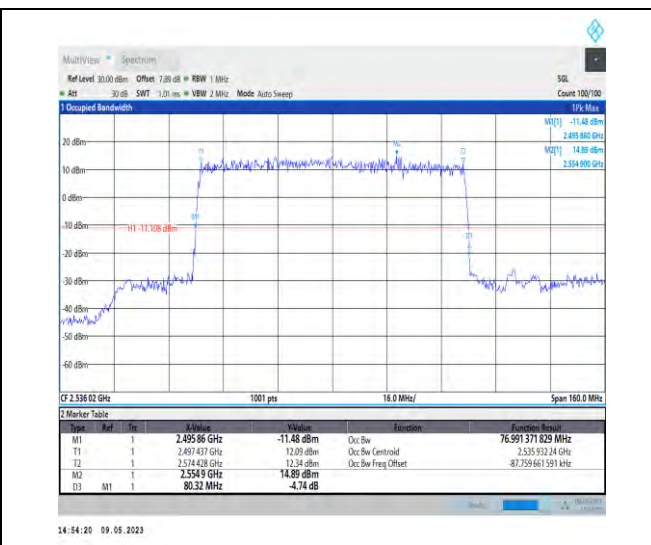 MultiView Spectrum
Ref Level 30.00 dBm Offset 7.89 dB RBW 1 MHz SGL
Att 30 dB SWT 1.01 ms VBW 2 MHz Mode Auto Sweep Count 100/100
1 Occupied Bandwidth 1Pk Max
M1[1] -11.48 dBm
2.495 860 GHz
M2[1] 14.89 dBm
2.554 900 GHz
20 dBm
10 dBm
0 dBm
-10 dBm
H1 -11.108 dBm
-20 dBm
-30 dBm
-40 dBm
-50 dBm
-60 dBm
T1
M2
T2
M1
D3
CF 2.536 02 GHz 1001 pts 16.0 MHz/ Span 160.0 MHz
2 Marker Table
Type Ref Trc X-Value Y-Value Function Function Result
M1 1 2.495 86 GHz -11.48 dBm Occ Bw 76.991 371 829 MHz
T1 1 2.497 437 GHz 12.09 dBm Occ Bw Centroid 2.535 932 24 GHz
T2 1 2.574 428 GHz 12.34 dBm Occ Bw Freq Offset -87.759 661 591 kHz
M2 1 2.554 9 GHz 14.89 dBm
D3 M1 1 80.32 MHz -4.74 dB
14:54:20 09.05.2023